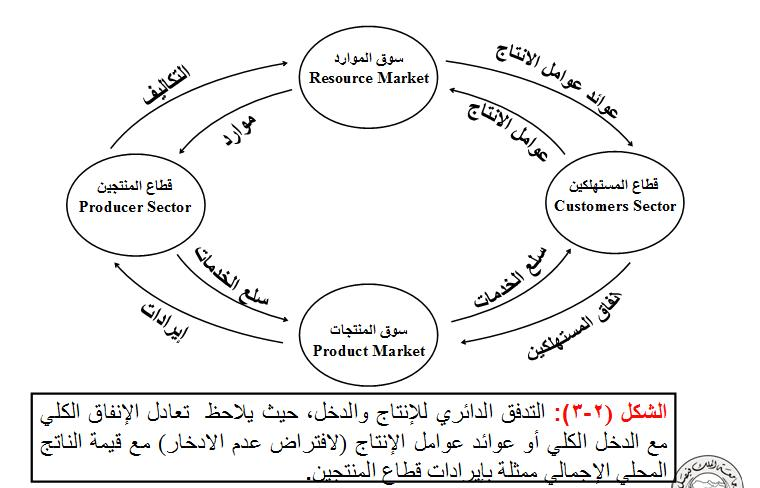 سوق الموارد
Resource Market
التكاليف
عوائد عوامل الانتاج
موارد
عوامل الانتاج
قطاع المنتجين
Producer Sector
قطاع المستهلكين
Customers Sector
سلع الخدمات
سلع الخدمات
إيرادات
انفاق المستهلكين
سوق المنتجات
Product Market
الشكل (٢-٣): التدفق الدائري للإنتاج والدخل، حيث يلاحظ تعادل الإنفاق الكلي
مع الدخل الكلي أو عوائد عوامل الإنتاج (لافتراض عدم الادخار) مع قيمة الناتج
المحلي الإجمالي ممثلة بإيرادات قطاع المنتجين.